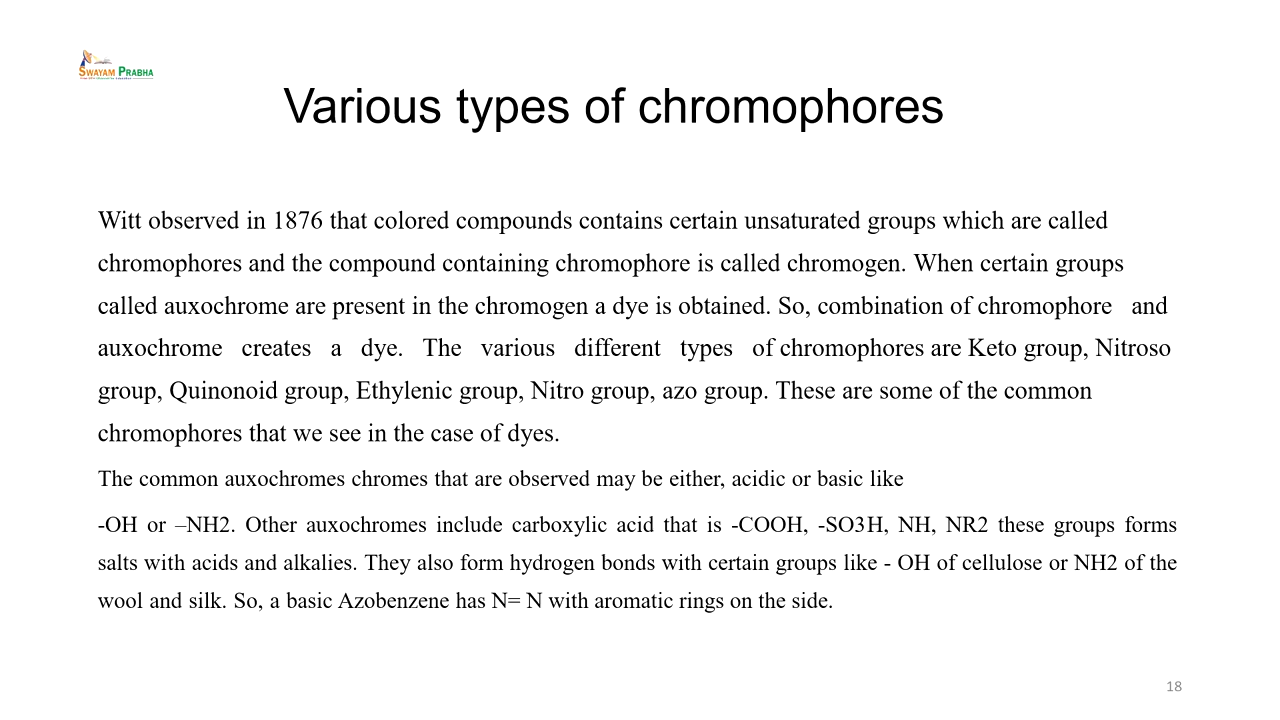 SWAYAM PRABHA
Various types of chromophores
Witt observed in 1876 that colored compounds contains certain unsaturated groups which are called
chromophores and the compound containing chromophore is called chromogen. When certain groups
called auxochrome are present in the chromogen a dye is obtained. So, combination of chromophore and
auxochrome creates a dye. The various different types of chromophores are Keto group, Nitroso
group, Quinonoid group, Ethylenic group, Nitro group, azo group. These are some of the common
chromophores that we see in the case of dyes.
The common auxochromes chromes that are observed may be either, acidic or basic like
-OH or –NH2. Other auxochromes include carboxylic acid that is -COOH, -SO3H, NH, NR2 these groups forms
salts with acids and alkalies. They also form hydrogen bonds with certain groups like - OH of cellulose or NH2 of the
wool and silk. So, a basic Azobenzene has N= N with aromatic rings on the side.
18